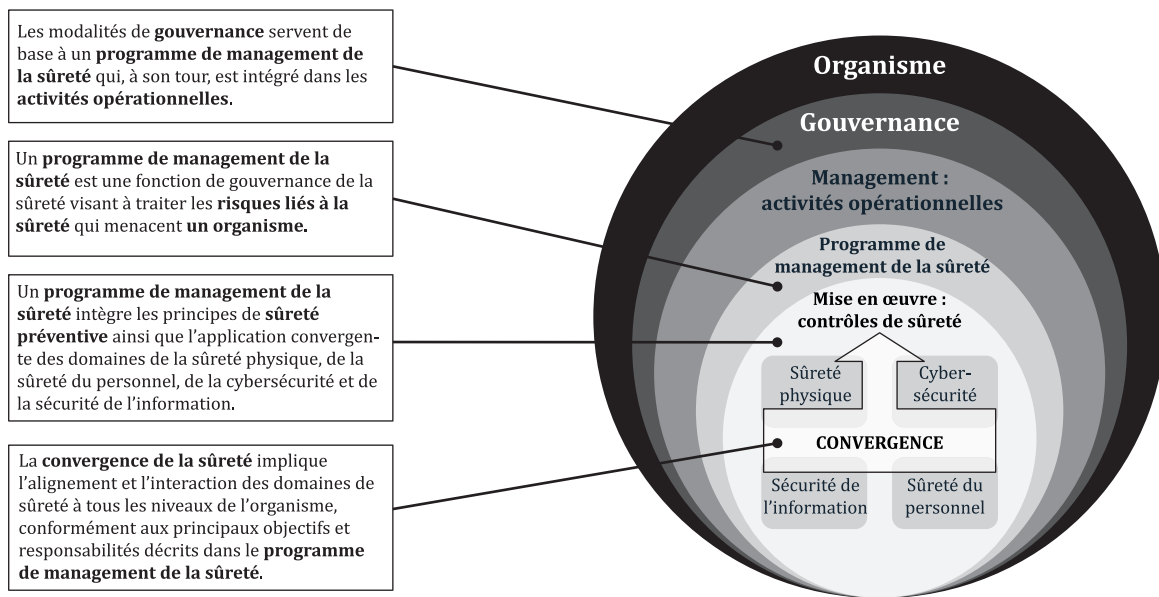 Les modalités de gouvernance servent de
base à un programme de management de
la sûreté qui, à son tour, est intégré dans les
activités opérationnelles.
Un programme de management de la
sûreté est une fonction de gouvernance de la
sûreté visant à traiter les risques liés à la
sûreté qui menacent un organisme.
Un programme de management de la
sûreté intègre les principes de sûreté
préventive ainsi que l’application convergen-
te des domaines de la sûreté physique, de la
sûreté du personnel, de la cybersécurité et de
la sécurité de l’information.
La convergence de la sûreté implique
l’alignement et l’interaction des domaines de
sûreté à tous les niveaux de l’organisme,
conformément aux principaux objectifs et
responsabilités décrits dans le programme
de management de la sûreté.
Organisme
Gouvernance
Management :
activités opérationnelles
Programme de
management de la sûreté
Mise en œuvre :
contrôles de sûreté
Sûreté
physique
Cyber-
sécurité
CONVERGENCE
Sécurité de
l’information
Sûreté du
personnel